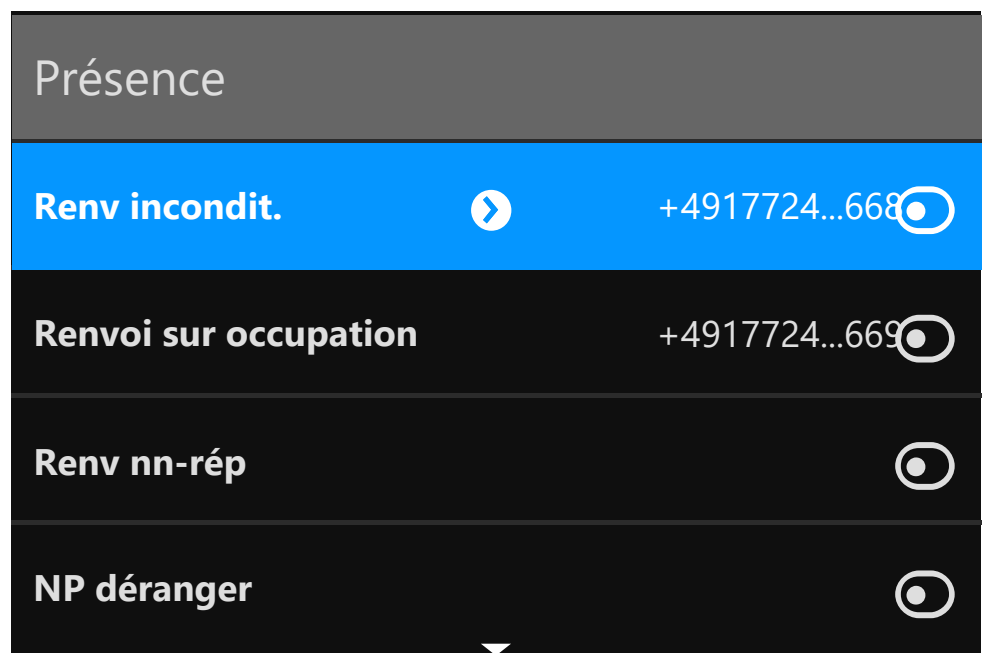 Présence
Renv incondit. +4917724...668
Renvoi sur occupation +4917724...669
Renv nn-rép
NP déranger